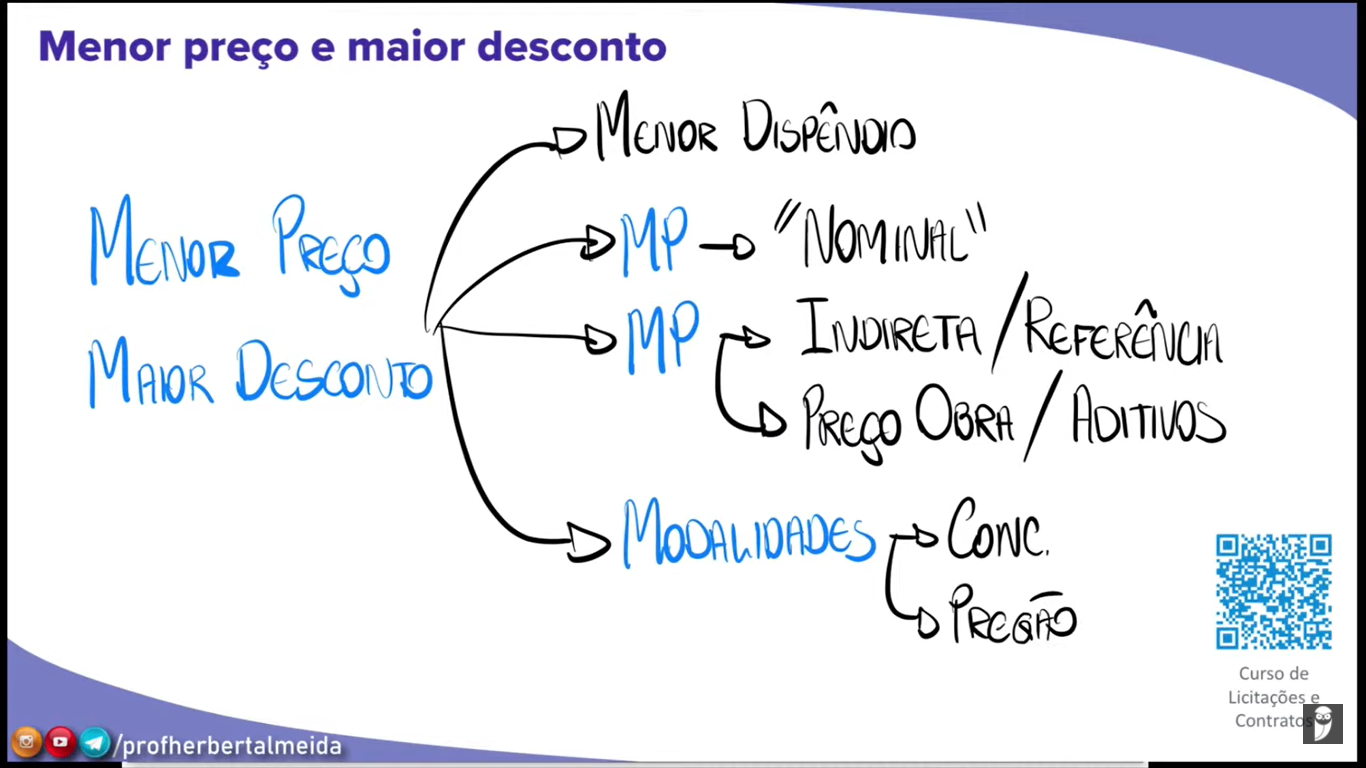 Menor preço e maior desconto
MENOR DISPÊNDIO
MENOR PREÇO
MP "NOMINAL"
MP INDIRETA / REFERÊNCIA
MAIOR DESCONTO
PREÇO OBRA / ADITIVOS
MODALIDADES CONC.
PREGÃO
Curso de
Licitações e
Contratos
/profherbertalmeida